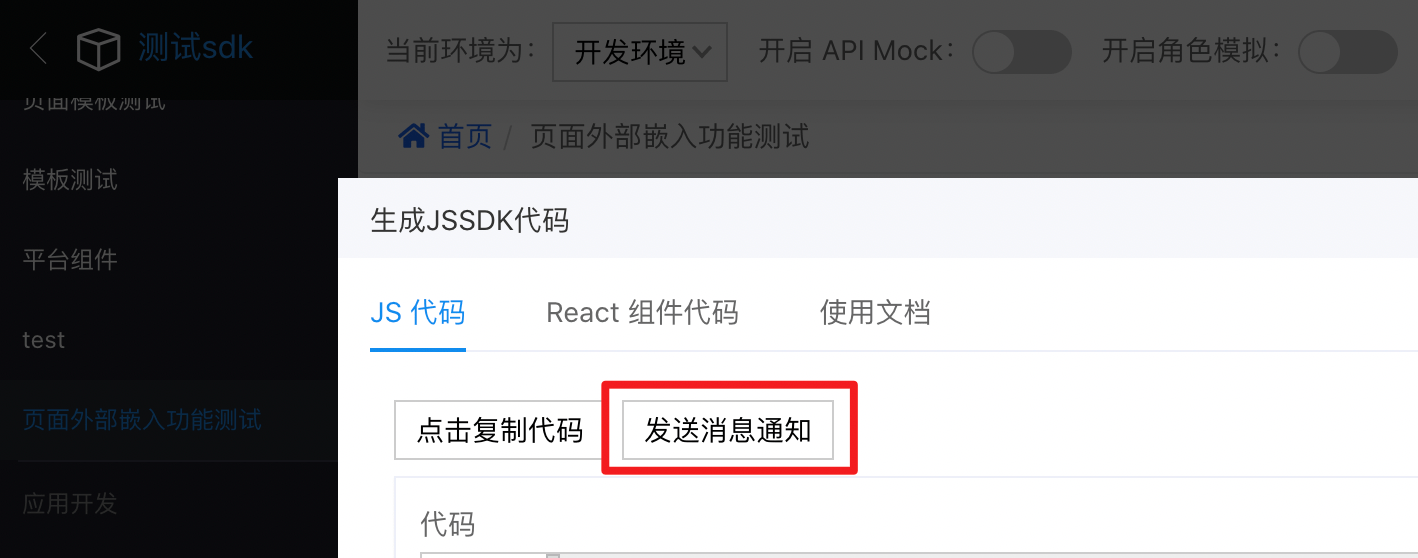 测试sdk
当前环境为： 开发环境 开启 API Mock： 开启角色模拟：
页面模板测试
首页 / 页面外部嵌入功能测试
模板测试
生成JSSDK代码
平台组件
JS 代码 React 组件代码 使用文档
test
页面外部嵌入功能测试
点击复制代码 发送消息通知
应用开发
代码